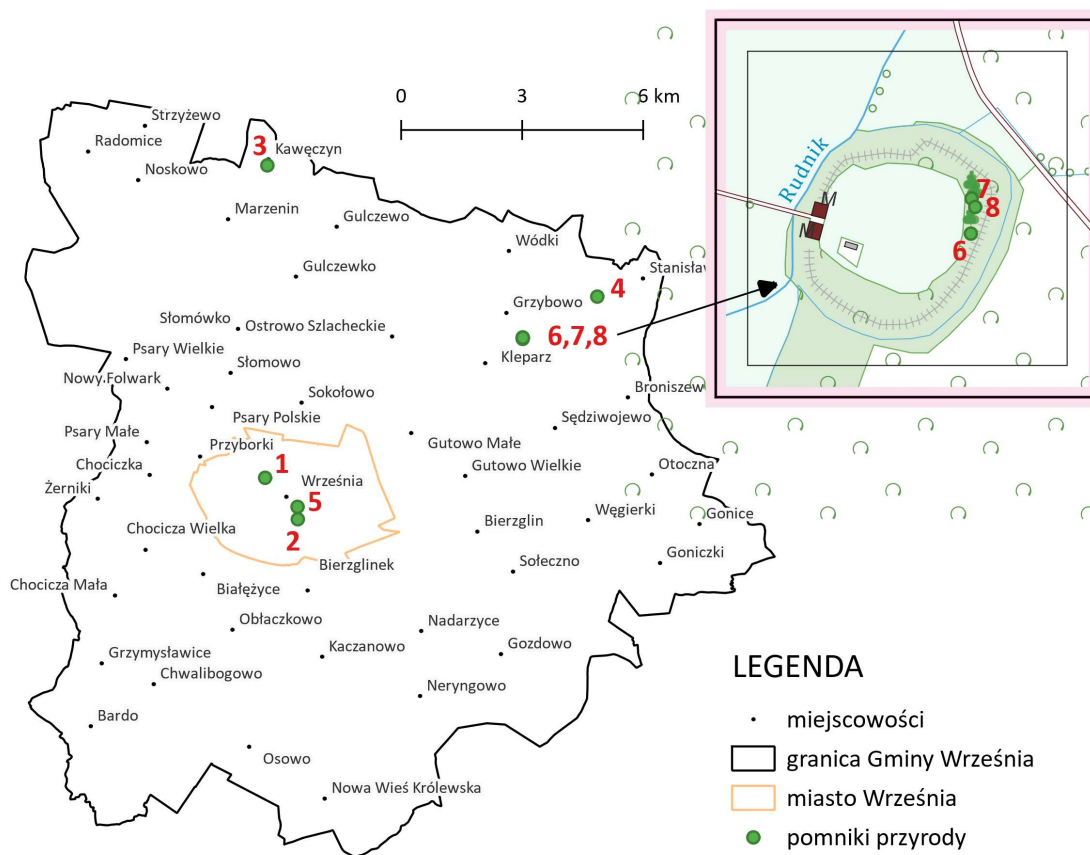 0 3 6 km
Strzyżewo
Radomice
3
Kawęczyn
Noskowo
Marzenin
Gulczewo
Wódki
Gulczewko
Stanisław
4
Grzybowo
Słomówko
Ostrowo Szlacheckie
6,7,8
Psary Wielkie
Kleparz
Słomowo
Nowy Folwark
Sokołowo
Broniszew
Psary Polskie
Sędziwojewo
Psary Małe
Przyborki
Gutowo Małe
Chociczka
1
Gutowo Wielkie
Otoczna
Żerniki
Września
5
Węgierki
Gonice
Chocicza Wielka
2
Bierzglin
Bierzglinek
Sołeczno
Goniczki
Chocicza Mała
Białężyce
Obłaczkowo
Nadarzyce
Grzymysławice
Kaczanowo
Gozdowo
Chwalibogowo
Neryngowo
Bardo
Osowo
Nowa Wieś Królewska
Rudnik
M
M
7
8
6
LEGENDA
miejscowości
granica Gminy Września
miasto Września
pomniki przyrody